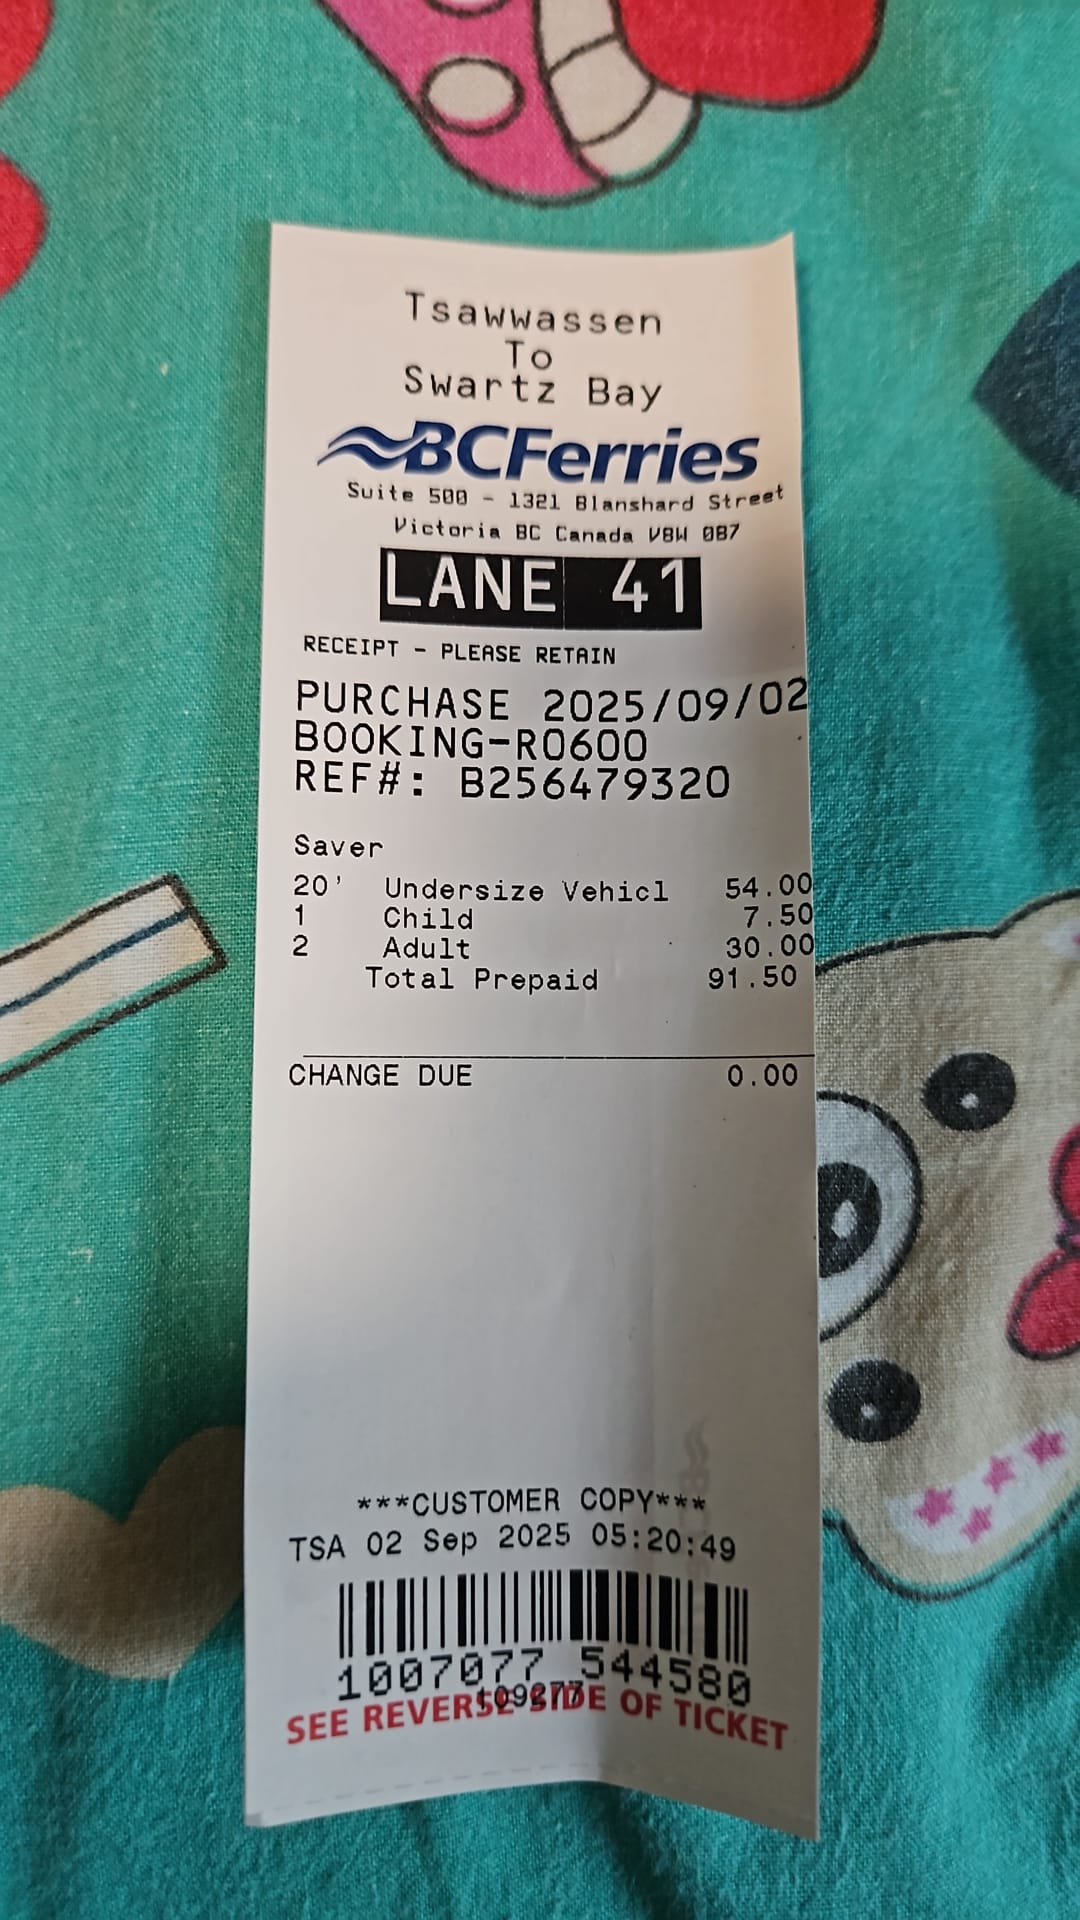 Tsawwassen
To
Swartz Bay
BCFerries
Suite 500 - 1321 Blanshard Street
Victoria BC Canada V8W 0B7
LANE 41
RECEIPT - PLEASE RETAIN
PURCHASE 2025/09/02
BOOKING-R0600
REF#: B256479320
Saver
20' Undersize Vehicl 54.00
1 Child 7.50
2 Adult 30.00
Total Prepaid 91.50
CHANGE DUE 0.00
***CUSTOMER COPY***
TSA 02 Sep 2025 05:20:49
1007077 544580
SEE REVERSE SIDE OF TICKET